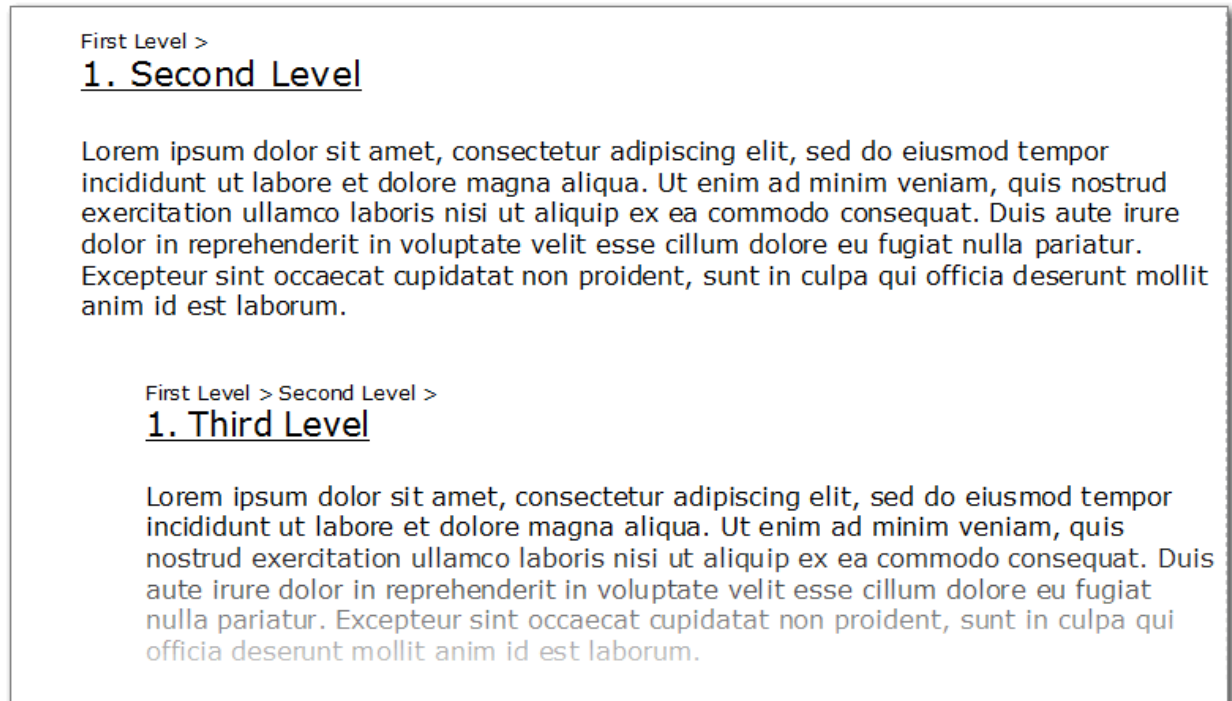 First Level >
1. Second Level
Lorem ipsum dolor sit amet, consectetur adipiscing elit, sed do eiusmod tempor
incididunt ut labore et dolore magna aliqua. Ut enim ad minim veniam, quis nostrud
exercitation ullamco laboris nisi ut aliquip ex ea commodo consequat. Duis aute irure
dolor in reprehenderit in voluptate velit esse cillum dolore eu fugiat nulla pariatur.
Excepteur sint occaecat cupidatat non proident, sunt in culpa qui officia deserunt mollit
anim id est laborum.
First Level > Second Level >
1. Third Level
Lorem ipsum dolor sit amet, consectetur adipiscing elit, sed do eiusmod tempor
incididunt ut labore et dolore magna aliqua. Ut enim ad minim veniam, quis
nostrud exercitation ullamco laboris nisi ut aliquip ex ea commodo consequat. Duis
aute irure dolor in reprehenderit in voluptate velit esse cillum dolore eu fugiat
nulla pariatur. Excepteur sint occaecat cupidatat non proident, sunt in culpa qui
officia deserunt mollit anim id est laborum.